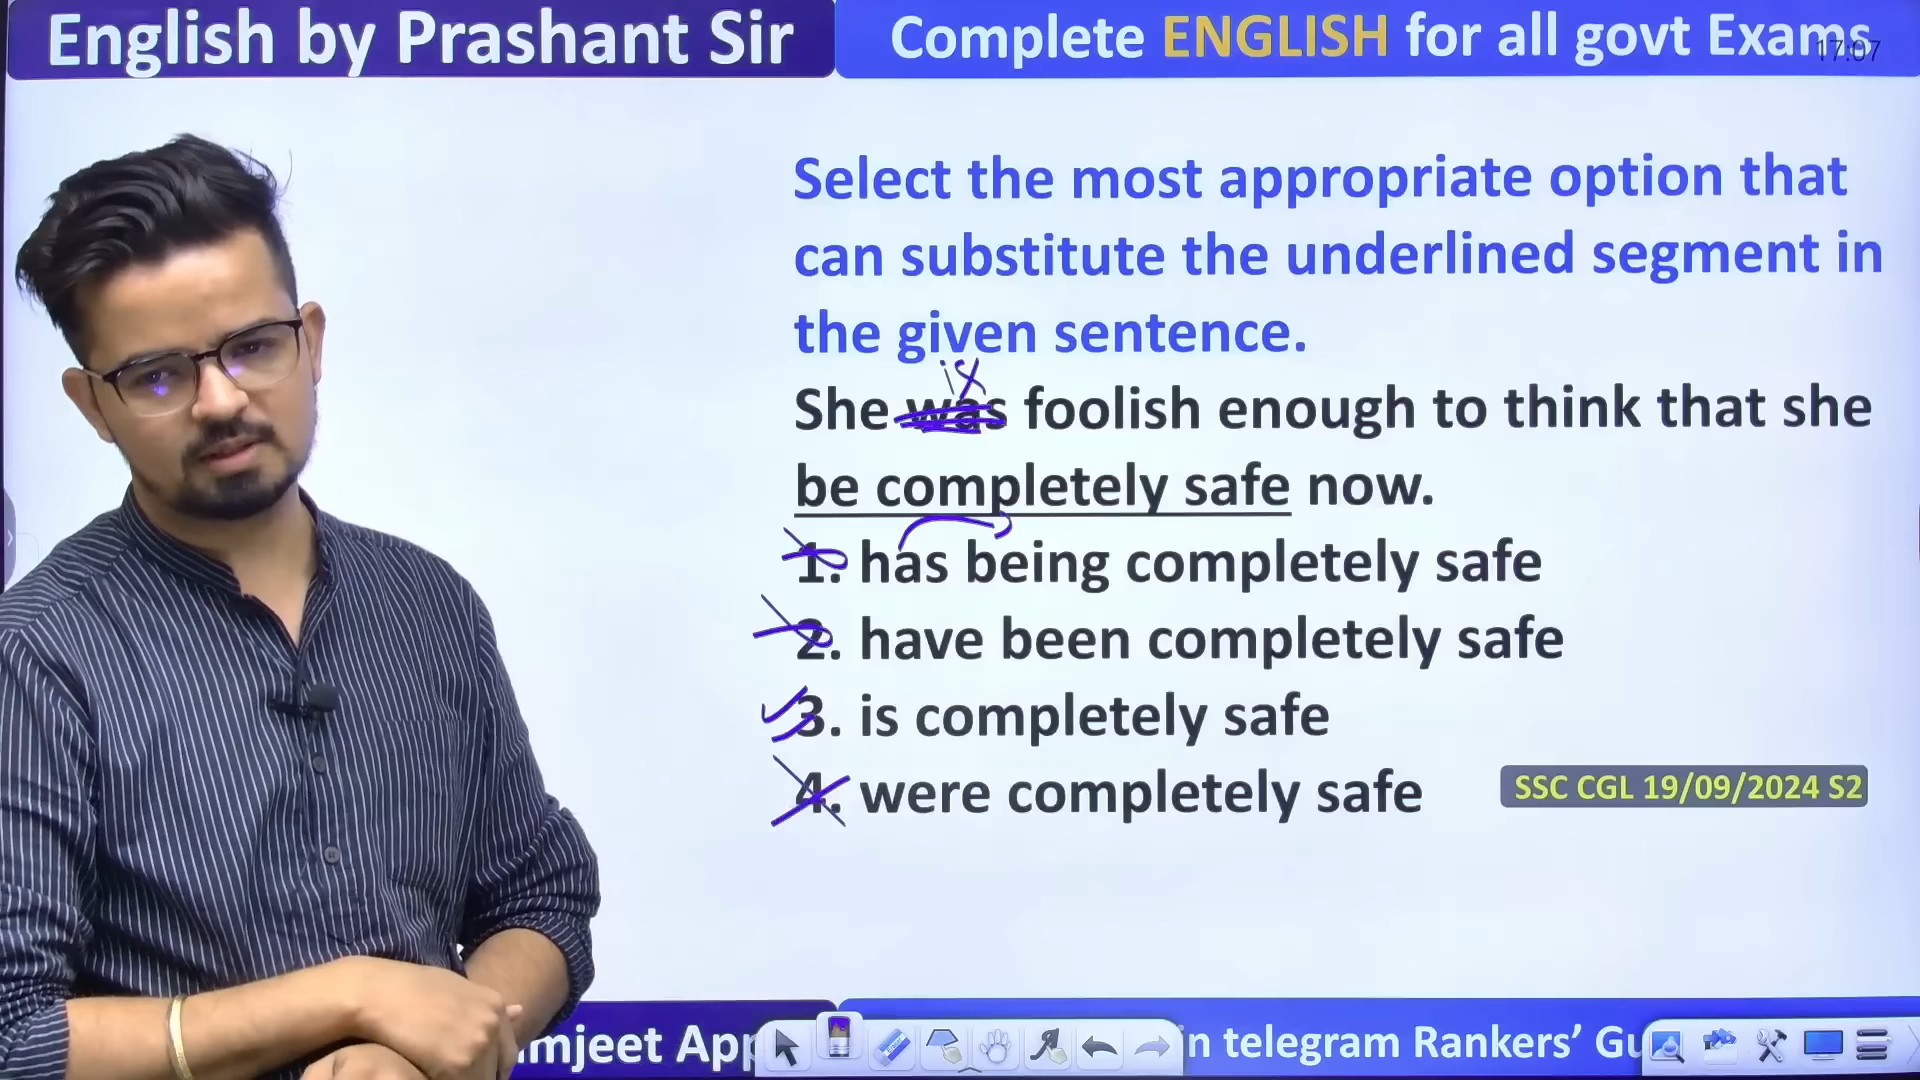 English by Prashant Sir
Complete ENGLISH for all govt Exams
17:07
Select the most appropriate option that
can substitute the underlined segment in
the given sentence.
is
She was foolish enough to think that she
be completely safe now.
1. has being completely safe
2. have been completely safe
3. is completely safe
4. were completely safe
SSC CGL 19/09/2024 S2
mjeet App
in telegram Rankers’ Gu